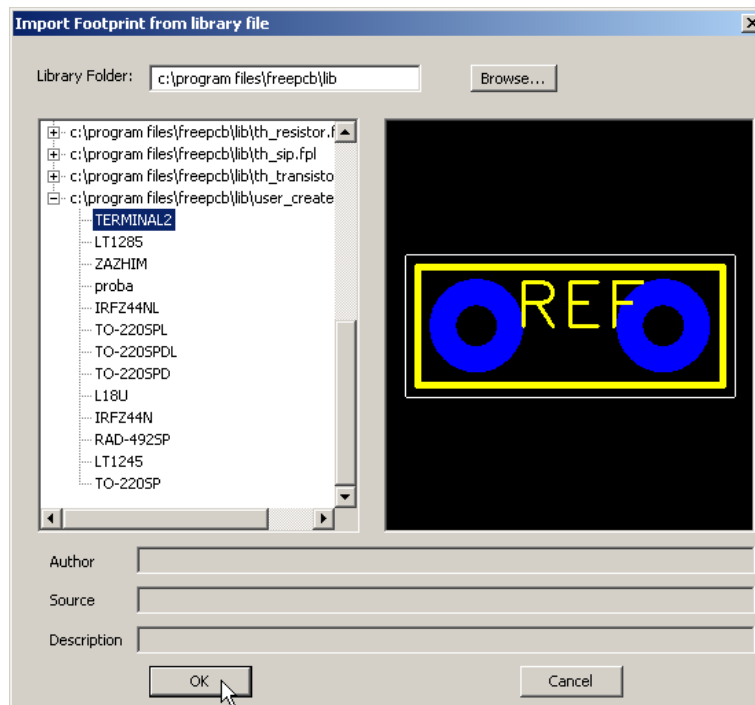 Import Footprint from library file
Library Folder: c:\program files\freepcb\lib Browse...
c:\program files\freepcb\lib\th_resistor.f
c:\program files\freepcb\lib\th_sip.fpl
c:\program files\freepcb\lib\th_transisto
c:\program files\freepcb\lib\user_create
TERMINAL2
LT1285
ZAZHIM
proba
IRFZ44NL
TO-220SPL
TO-220SPDL
TO-220SPD
L18U
IRFZ44N
RAD-492SP
LT1245
TO-220SP
REF
Author
Source
Description
OK Cancel